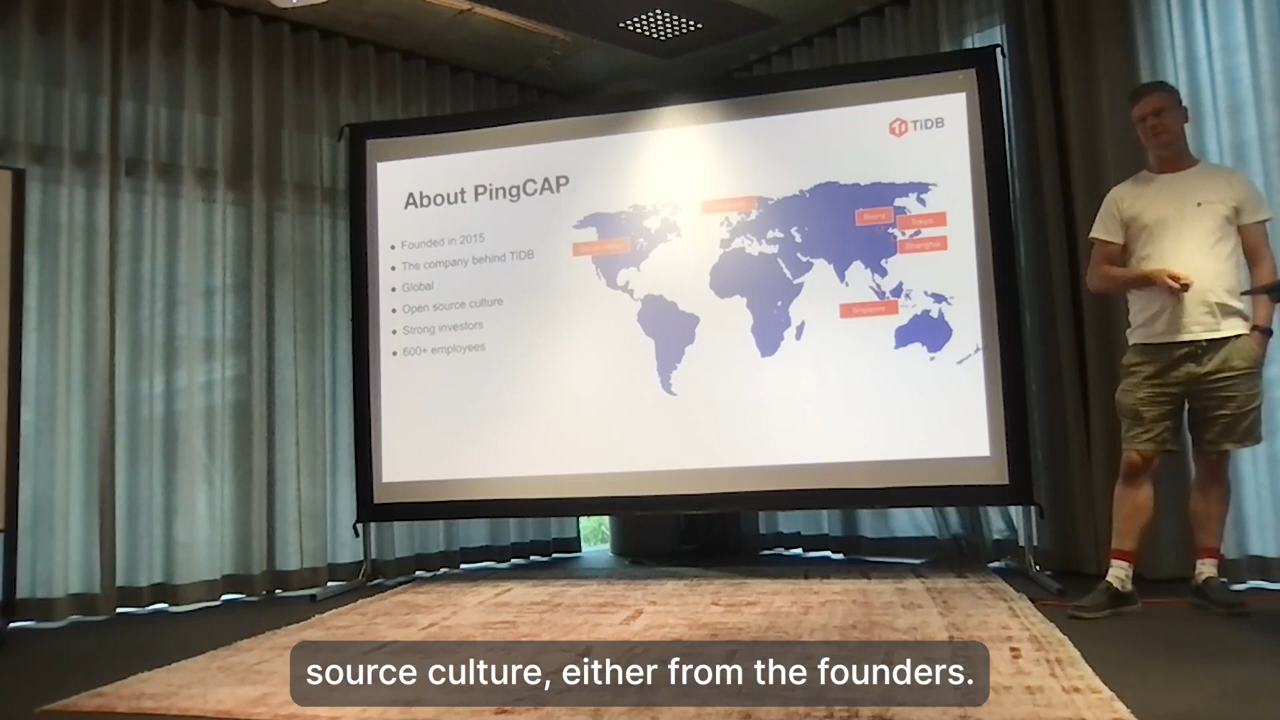 TiDB
About PingCAP
Founded in 2015
The company behind TiDB
Global
Open source culture
Strong investors
600+ employees
Beijing
Tokyo
Shanghai
Singapore
source culture, either from the founders.